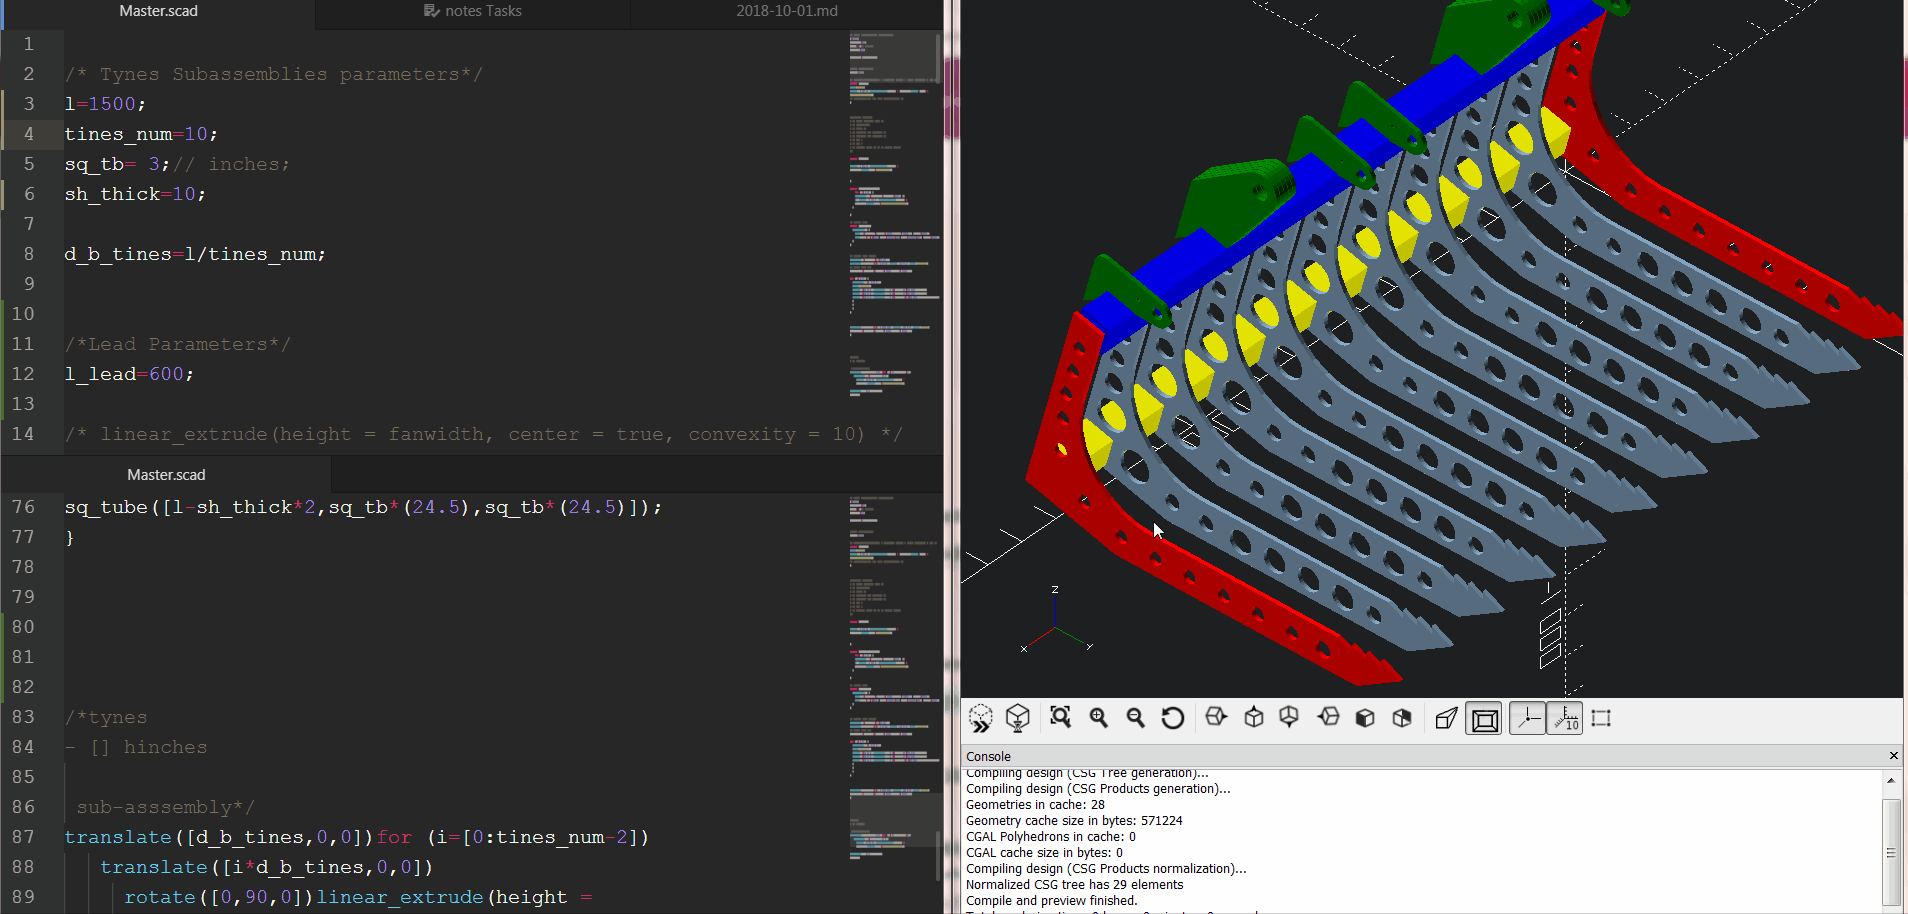 Master.scad
notes Tasks
2018-10-01.md
1
2 /* Tynes Subassemblies parameters*/
3 l=1500;
4 tines_num=10;
5 sq_tb= 3;// inches;
6 sh_thick=10;
7
8 d_b_tines=l/tines_num;
9
10
11 /*Lead Parameters*/
12 l_lead=600;
13
14 /* linear_extrude(height = fanwidth, center = true, convexity = 10) */
Master.scad
76 sq_tube([l-sh_thick*2,sq_tb*(24.5),sq_tb*(24.5)]);
77 }
78
79
80
81
82
83 /*tynes
84 - [] hinches
85
86 sub-asssembly*/
87 translate([d_b_tines,0,0])for (i=[0:tines_num-2])
88 translate([i*d_b_tines,0,0])
89 rotate([0,90,0])linear_extrude(height =
z
x
y
10
Console
Compiling design (CSG Tree generation)...
Compiling design (CSG Products generation)...
Geometries in cache: 28
Geometry cache size in bytes: 571224
CGAL Polyhedrons in cache: 0
CGAL cache size in bytes: 0
Compiling design (CSG Products normalization)...
Normalized CSG tree has 29 elements
Compile and preview finished.